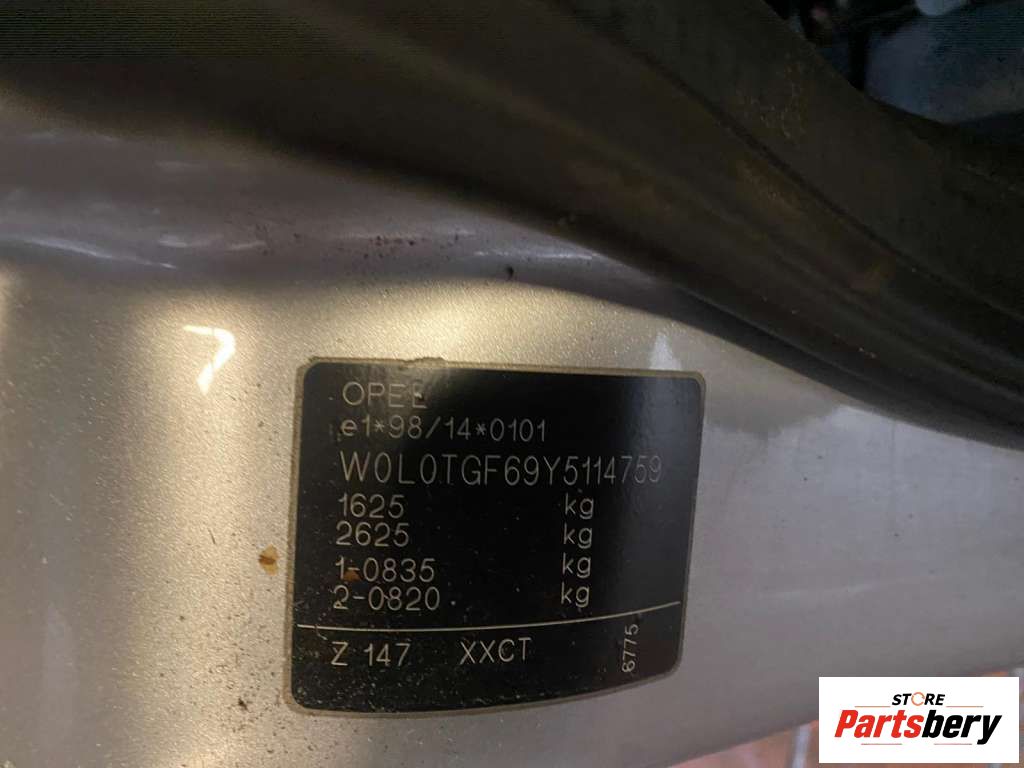 OPEL
e1*98/14*0101
W0L0TGF69Y5114759
1625 kg
2625 kg
1-0835 kg
2-0820 kg
Z 147 XXCT 6775
STORE
Partsbery